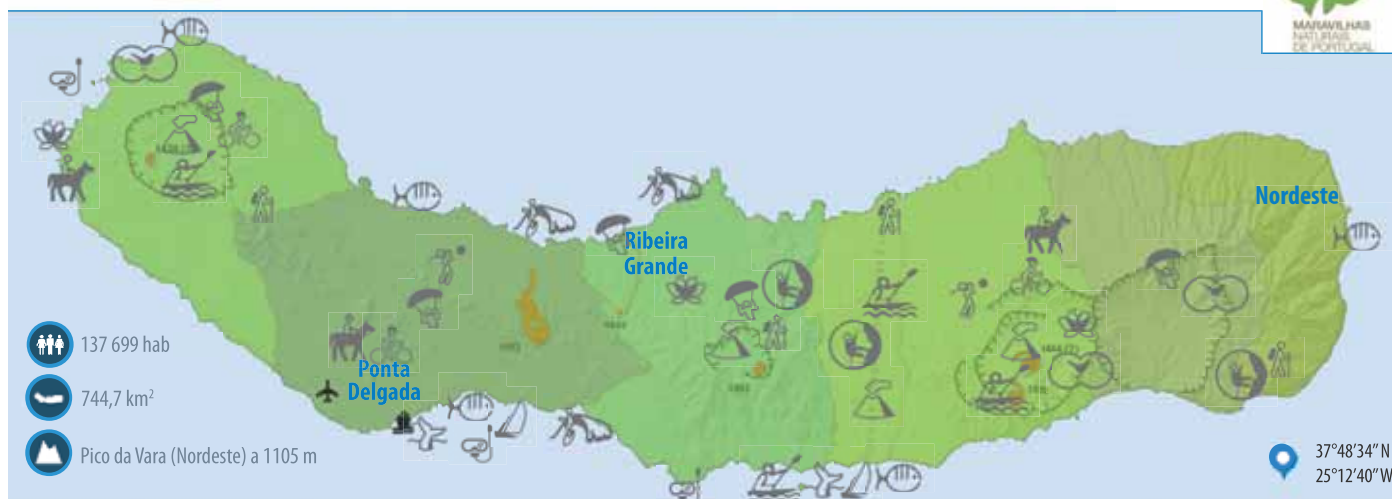 MARAVILHAS
NATURAIS
DE PORTUGAL
Nordeste
Ribeira
Grande
137 699 hab
Ponta
Delgada
744,7 km²
Pico da Vara (Nordeste) a 1105 m
37°48'34" N
25°12'40" W